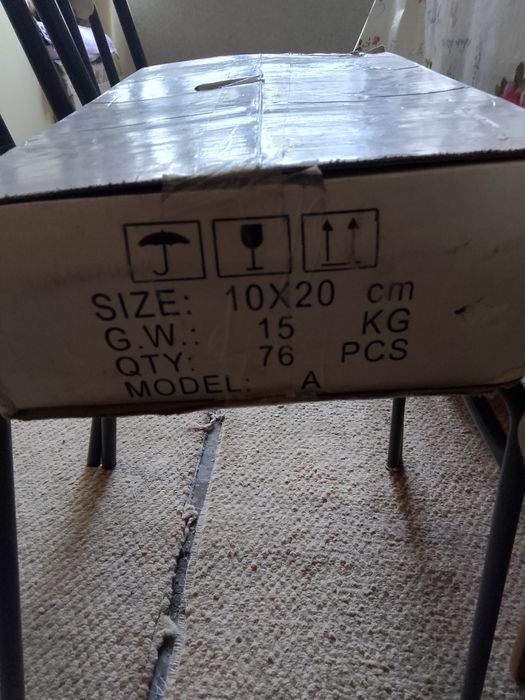 SIZE: 10X20 cm
G.W.: 15 KG
QTY: 76 PCS
MODEL: A